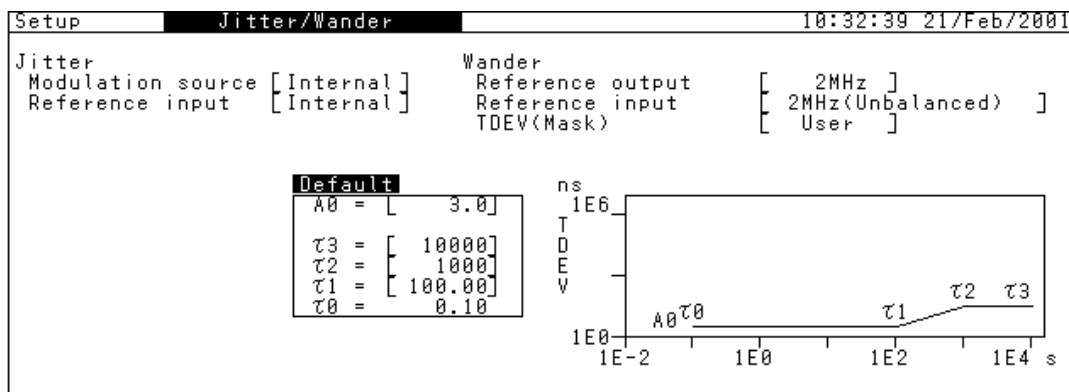 Setup Jitter/Wander 10:32:39 21/Feb/2001
Jitter
Modulation source [Internal]
Reference input [Internal]
Wander
Reference output [ 2MHz ]
Reference input [ 2MHz(Unbalanced) ]
TDEV(Mask) [ User ]
Default
A0 = [ 3.0]
τ3 = [ 10000]
τ2 = [ 1000]
τ1 = [ 100.00]
τ0 = 0.10
ns
1E6
TDEV
A0 τ0 τ1 τ2 τ3
1E0
1E-2 1E0 1E2 1E4 s